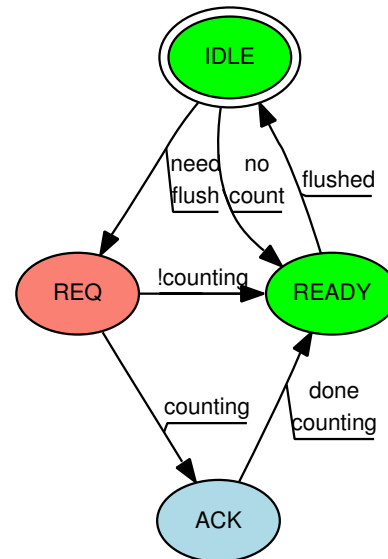 IDLE
need
flush
no
count
flushed
REQ
!counting
READY
counting
done
counting
ACK